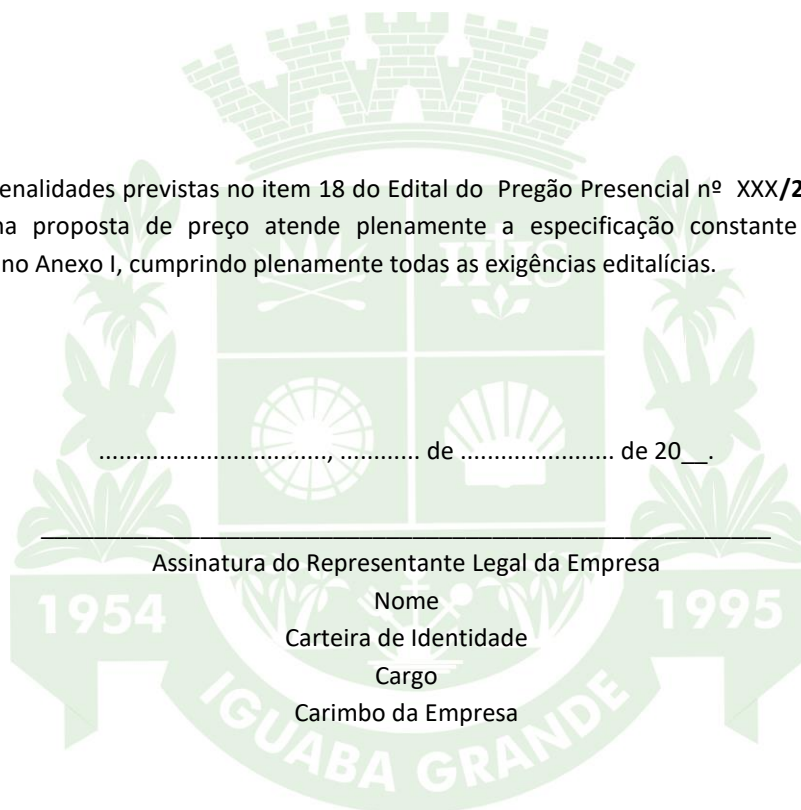 enalidades previstas no item 18 do Edital do Pregão Presencial nº XXX/2
na proposta de preço atende plenamente a especificação constante
no Anexo I, cumprindo plenamente todas as exigências editalícias.
.................................., ............ de ....................... de 20__.
_______________________________________________________
Assinatura do Representante Legal da Empresa
Nome
1954
1995
Carteira de Identidade
Cargo
Carimbo da Empresa
IGUABA GRANDE